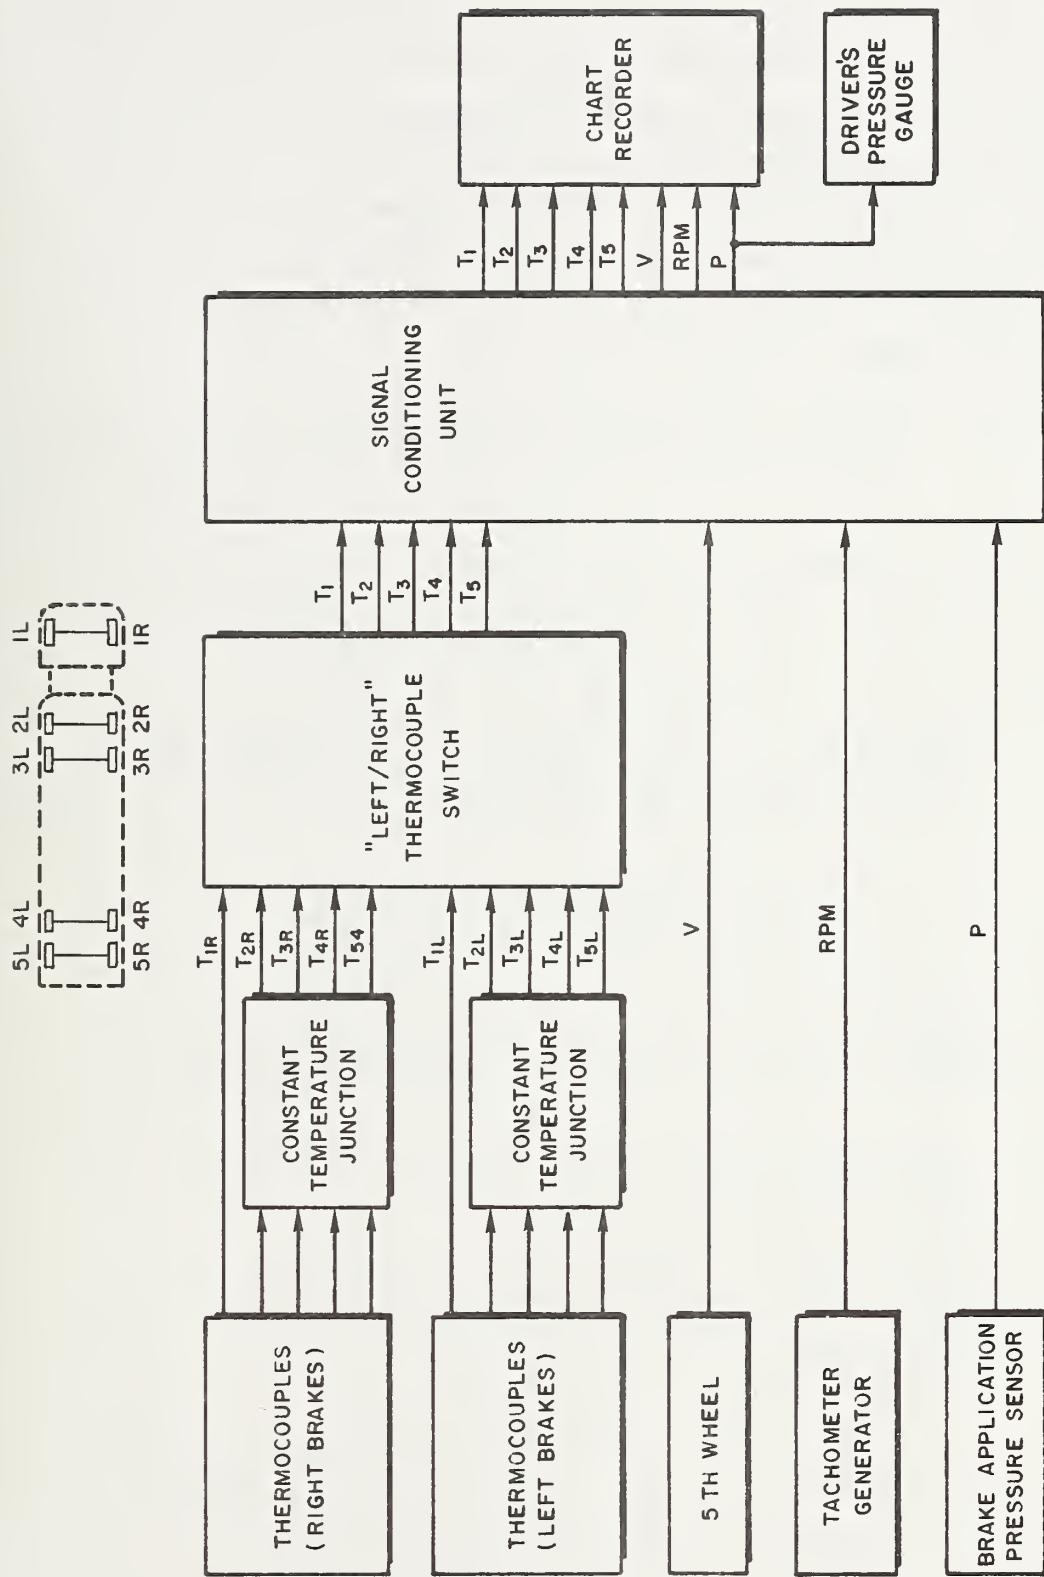 5L 4L 3L 2L 1L
5R 4R 3R 2R 1R
THERMOCOUPLES
(RIGHT BRAKES)
T1R
T2R
T3R
T4R
T54
CONSTANT
TEMPERATURE
JUNCTION
THERMOCOUPLES
(LEFT BRAKES)
T1L
T2L
T3L
T4L
T5L
CONSTANT
TEMPERATURE
JUNCTION
"LEFT/RIGHT"
THERMOCOUPLE
SWITCH
T1
T2
T3
T4
T5
5TH WHEEL
V
TACHOMETER
GENERATOR
RPM
BRAKE APPLICATION
PRESSURE SENSOR
P
SIGNAL
CONDITIONING
UNIT
T1
T2
T3
T4
T5
V
RPM
P
CHART
RECORDER
DRIVER'S
PRESSURE
GAUGE